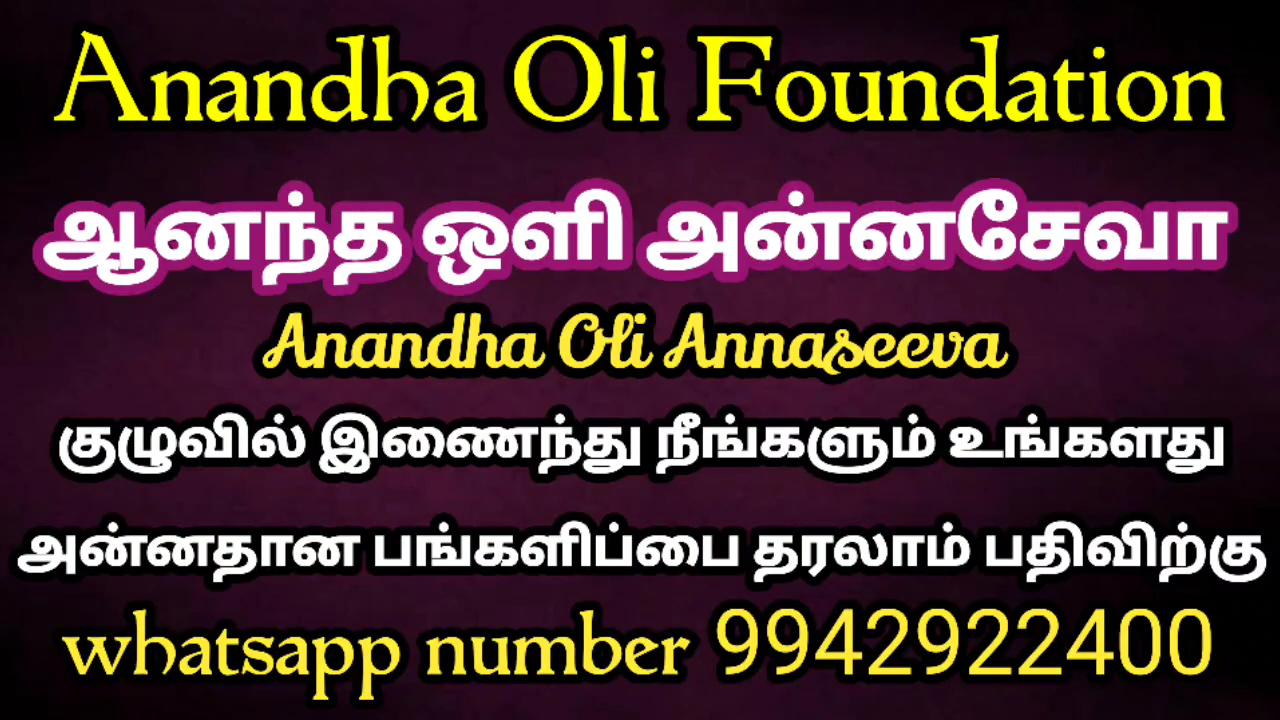 Anandha Oli Foundation
ஆனந்த ஒளி அன்னசேவா
Anandha Oli Annaseeva
குழுவில் இணைந்து நீங்களும் உங்களது
அன்னதான பங்களிப்பை தரலாம் பதிவிற்கு
whatsapp number 9942922400